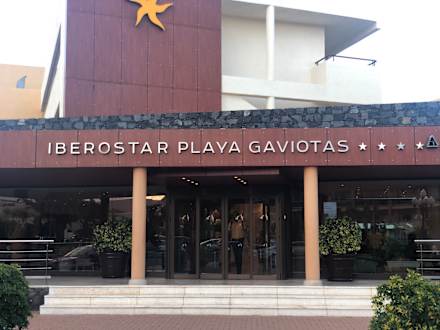 IBEROSTAR PLAYA GAVIOTAS ★★★★